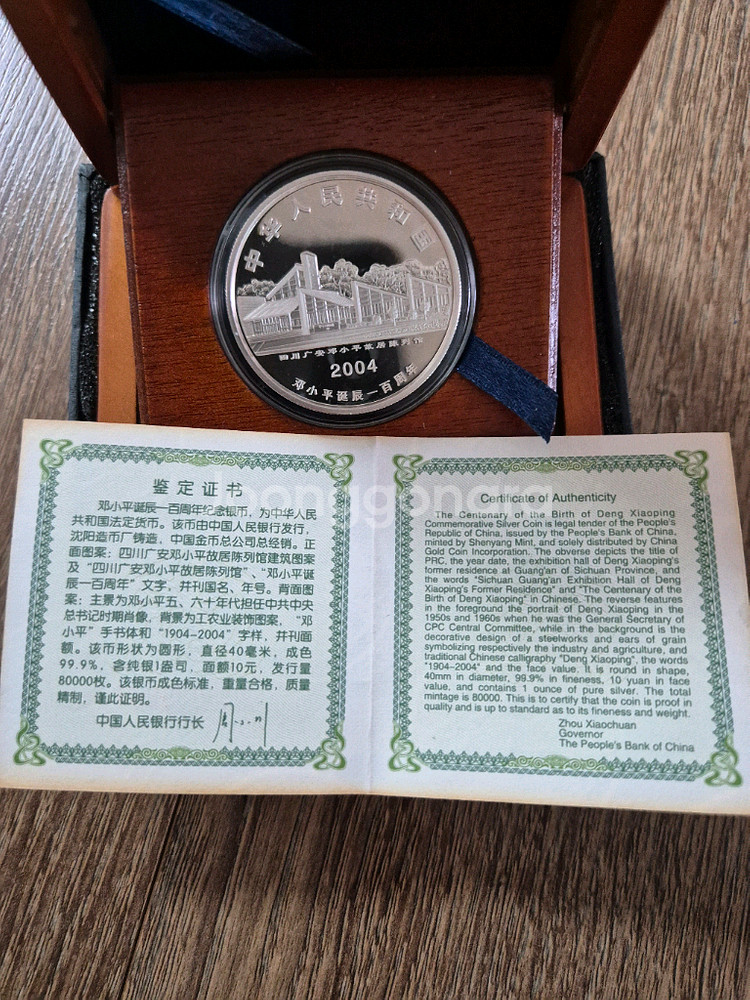 中华人民共和国
四川广安邓小平故居陈列馆
2004
邓小平诞辰一百周年
鉴定证书
邓小平诞辰一百周年纪念银币，为中华人民
共和国法定货币。该币由中国人民银行发行，
沈阳造币厂铸造，中国金币总公司总经销。正
面图案：四川广安邓小平故居陈列馆建筑图案
及“四川广安邓小平故居陈列馆”、“邓小平诞
辰一百周年”文字，并刊国名、年号。背面图
案：主景为邓小平五、六十年代担任中共中央
总书记时期肖像，背景为工农业装饰图案，“邓
小平”手书体和“1904-2004”字样，并刊面
额。该币形状为圆形，直径40毫米，成色
99.9%，含纯银1盎司，面额10元，发行量
80000枚。该银币成色标准，重量合格，质量
精制，谨此证明。
中国人民银行行长
Certificate of Authenticity
The Centenary of the Birth of Deng Xiaoping
Commemorative Silver Coin is legal tender of the People's
Republic of China, issued by the People's Bank of China,
minted by Shenyang Mint, and solely distributed by China
Gold Coin Incorporation. The obverse depicts the title of
PRC, the year date, the exhibition hall of Deng Xiaoping's
former residence at Guang'an of Sichuan Province, and
the words "Sichuan Guang'an Exhibition Hall of Deng
Xiaoping's Former Residence" and "The Centenary of the
Birth of Deng Xiaoping" in Chinese. The reverse features
in the foreground the portrait of Deng Xiaoping in the
1950s and 1960s when he was the General Secretary of
CPC Central Committee, while in the background is the
decorative design of a steelworks and ears of grain
symbolizing respectively the industry and agriculture, and
traditional Chinese calligraphy "Deng Xiaoping", the words
"1904-2004" and the face value. It is round in shape,
40mm in diameter, 99.9% in fineness, 10 yuan in face
value, and contains 1 ounce of pure silver. The total
mintage is 80000. This is to certify that the coin is proof in
quality and is up to standard as to its fineness and weight.
Zhou Xiaochuan
Governor
The People's Bank of China
joonggonara